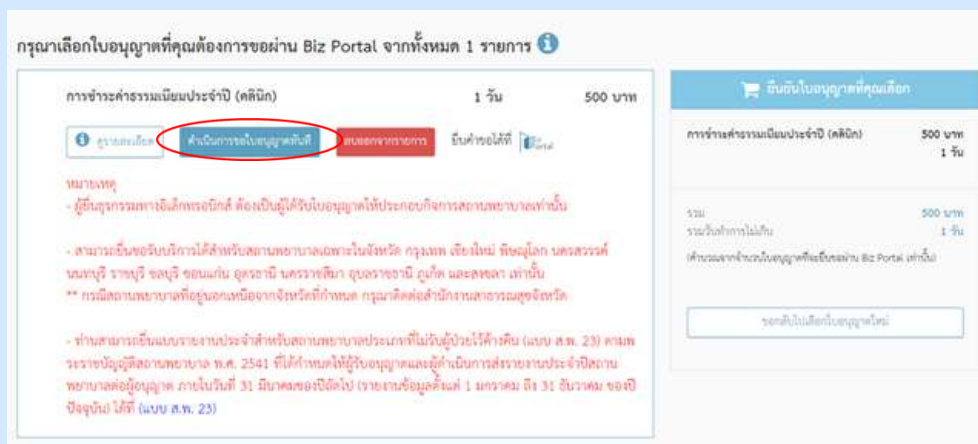 กรุณาเลือกใบอนุญาตที่คุณต้องการขอผ่าน Biz Portal จากทั้งหมด 1 รายการ
การชำระค่าธรรมเนียมประจำปี (คลินิก) 1 วัน 500 บาท
ดูรายละเอียด ดำเนินการขอใบอนุญาตทันที ลบออกจากรายการ ยื่นคำขอได้ที่ Biz Portal
หมายเหตุ
- ผู้ยื่นธุรกรรมทางอิเล็กทรอนิกส์ ต้องเป็นผู้ได้รับใบอนุญาตให้ประกอบกิจการสถานพยาบาลเท่านั้น
- สามารถยื่นขอรับบริการได้สำหรับสถานพยาบาลเฉพาะในจังหวัด กรุงเทพ เชียงใหม่ พิษณุโลก นครสวรรค์
นนทบุรี ราชบุรี ชลบุรี ขอนแก่น อุดรธานี นครราชสีมา อุบลราชธานี ภูเก็ต และสงขลา เท่านั้น
** กรณีสถานพยาบาลที่อยู่นอกเหนือจากจังหวัดที่กำหนด กรุณาติดต่อสำนักงานสาธารณสุขจังหวัด
- ท่านสามารถยื่นแบบรายงานประจำสำหรับสถานพยาบาลประเภทที่ไม่รับผู้ป่วยไว้ค้างคืน (แบบ ส.พ. 23) ตามพ
ระราชบัญญัติสถานพยาบาล พ.ศ. 2541 ที่ได้กำหนดให้ผู้รับอนุญาตและผู้ดำเนินการส่งรายงานประจำปีสถาน
พยาบาลต่อผู้อนุญาต ภายในวันที่ 31 มีนาคมของปีถัดไป (รายงานข้อมูลตั้งแต่ 1 มกราคม ถึง 31 ธันวาคม ของปี
ปัจจุบัน) ได้ที่ (แบบ ส.พ. 23)
ยืนยันใบอนุญาตที่คุณเลือก
การชำระค่าธรรมเนียมประจำปี (คลินิก) 500 บาท
1 วัน
รวม 500 บาท
รวมวันทำการไม่เกิน 1 วัน
(คำนวณจากจำนวนใบอนุญาตที่จะยื่นขอผ่าน Biz Portal เท่านั้น)
ขอกลับไปเลือกใบอนุญาตใหม่